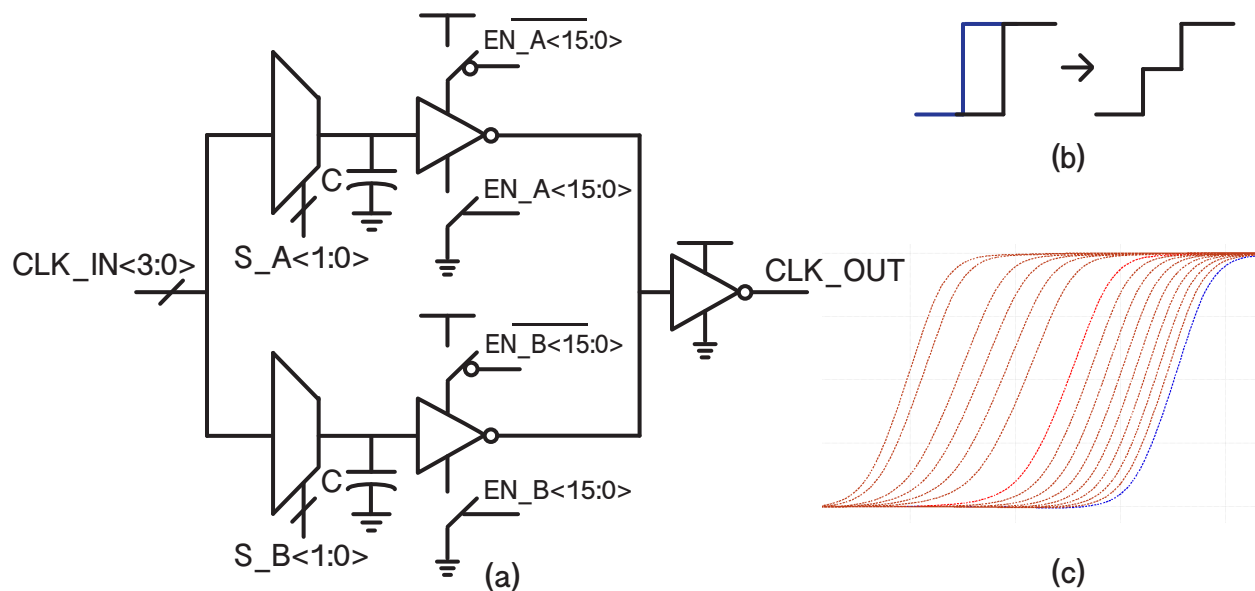 EN_A<15:0>
C
EN_A<15:0>
S_A<1:0>
CLK_IN<3:0>
CLK_OUT
EN_B<15:0>
C
EN_B<15:0>
S_B<1:0>
(a)
(b)
(c)